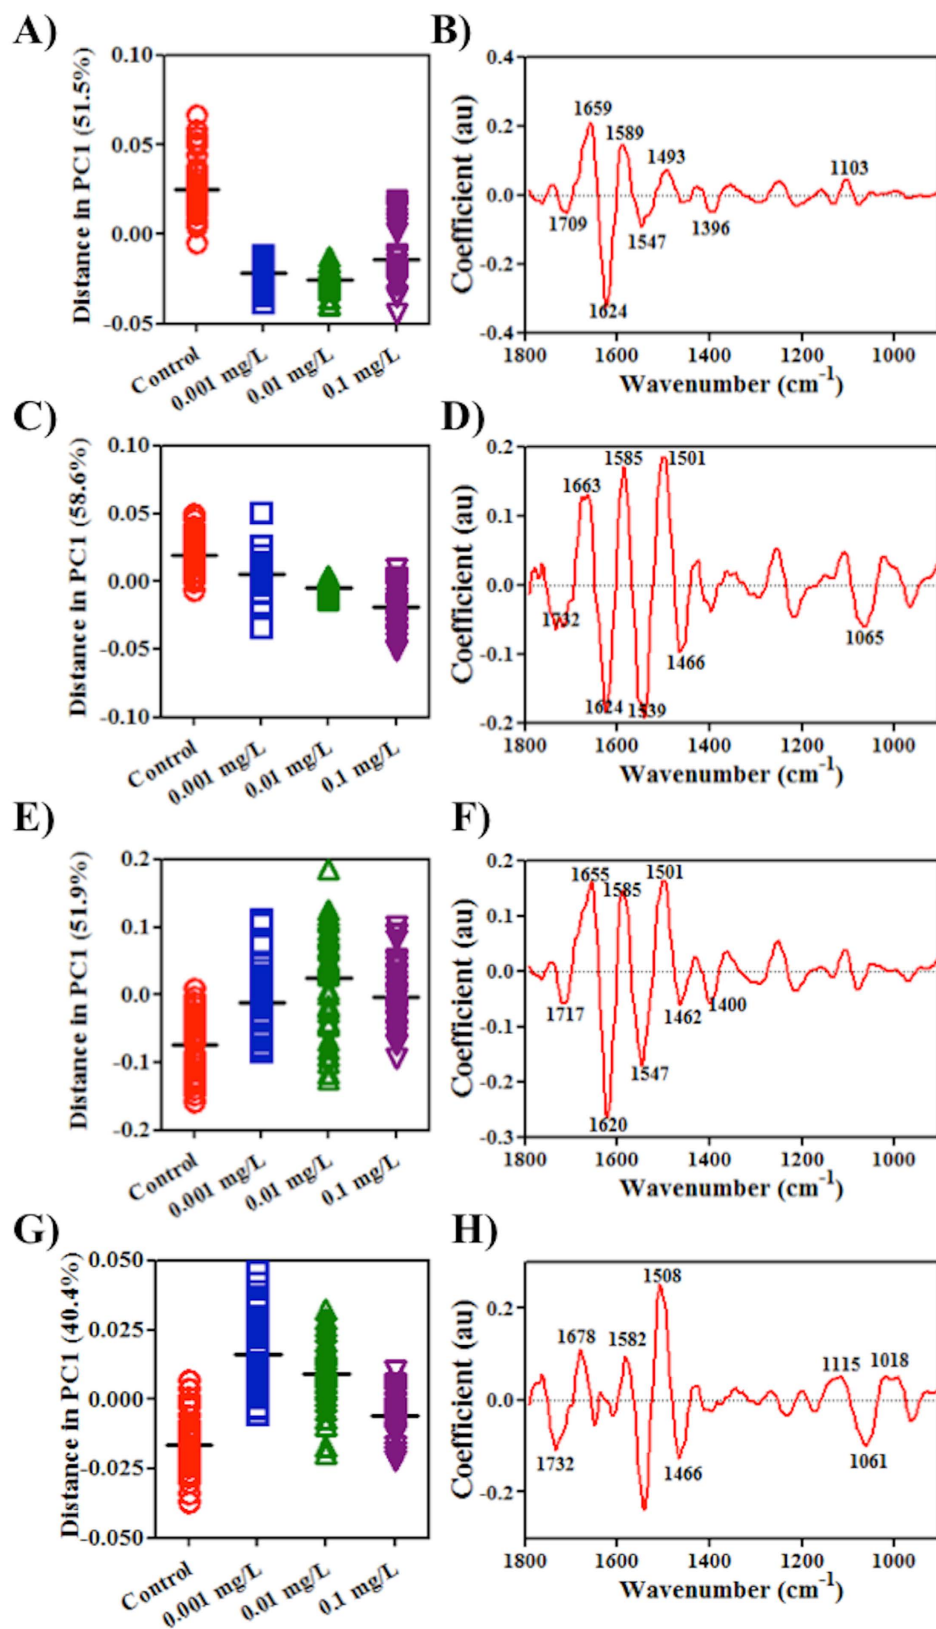 A)
Distance in PC1 (51.5%)
0.10
0.05
0.00
-0.05
Control
0.001 mg/L
0.01 mg/L
0.1 mg/L
B)
Coefficient (au)
0.4
0.2
0.0
-0.2
-0.4
1659
1589
1493
1103
1709
1547
1396
1624
1800
1600
1400
1200
1000
Wavenumber (cm-1)
C)
Distance in PC1 (58.6%)
0.10
0.05
0.00
-0.05
-0.10
Control
0.001 mg/L
0.01 mg/L
0.1 mg/L
D)
Coefficient (au)
0.2
0.1
0.0
-0.1
-0.2
1585
1501
1663
1732
1065
1466
1624
1539
1800
1600
1400
1200
1000
Wavenumber (cm-1)
E)
Distance in PC1 (51.9%)
0.2
0.1
0.0
-0.1
-0.2
Control
0.001 mg/L
0.01 mg/L
0.1 mg/L
F)
Coefficient (au)
0.2
0.1
0.0
-0.1
-0.2
-0.3
1655
1585
1501
1717
1462
1400
1547
1620
1800
1600
1400
1200
1000
Wavenumber (cm-1)
G)
Distance in PC1 (40.4%)
0.050
0.025
0.000
-0.025
-0.050
Control
0.001 mg/L
0.01 mg/L
0.1 mg/L
H)
Coefficient (au)
0.2
0.0
-0.2
1508
1678
1582
1115
1018
1732
1466
1061
1800
1600
1400
1200
1000
Wavenumber (cm-1)